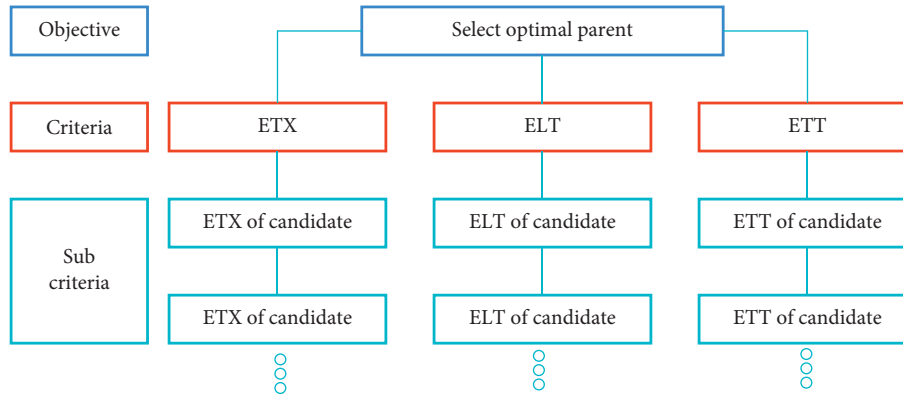 Objective
Select optimal parent
Criteria
ETX
ELT
ETT
Sub
criteria
ETX of candidate
ELT of candidate
ETT of candidate
ETX of candidate
ELT of candidate
ETT of candidate